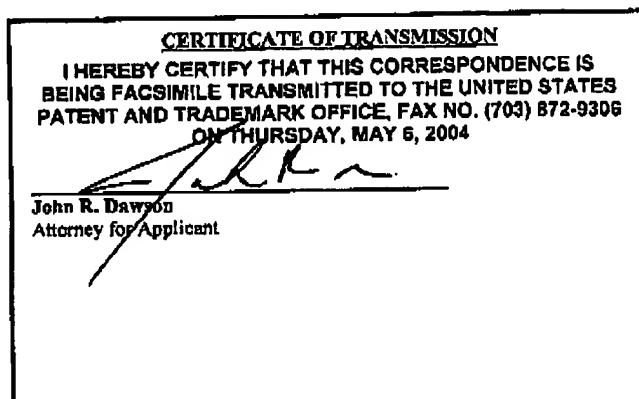 CERTIFICATE OF TRANSMISSION
I HEREBY CERTIFY THAT THIS CORRESPONDENCE IS
BEING FACSIMILE TRANSMITTED TO THE UNITED STATES
PATENT AND TRADEMARK OFFICE, FAX NO. (703) 872-9306
ON THURSDAY, MAY 6, 2004
John R. Dawson
Attorney for Applicant